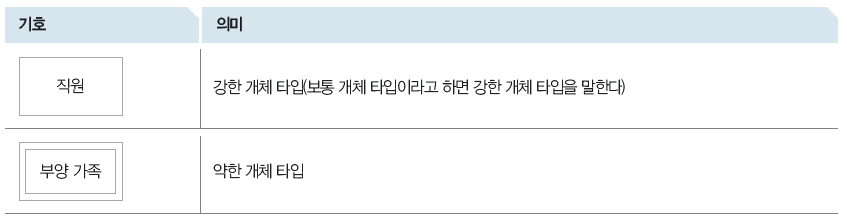 기호 의미
직원 강한 개체 타입(보통 개체 타입이라고 하면 강한 개체 타입을 말한다)
부양 가족 약한 개체 타입